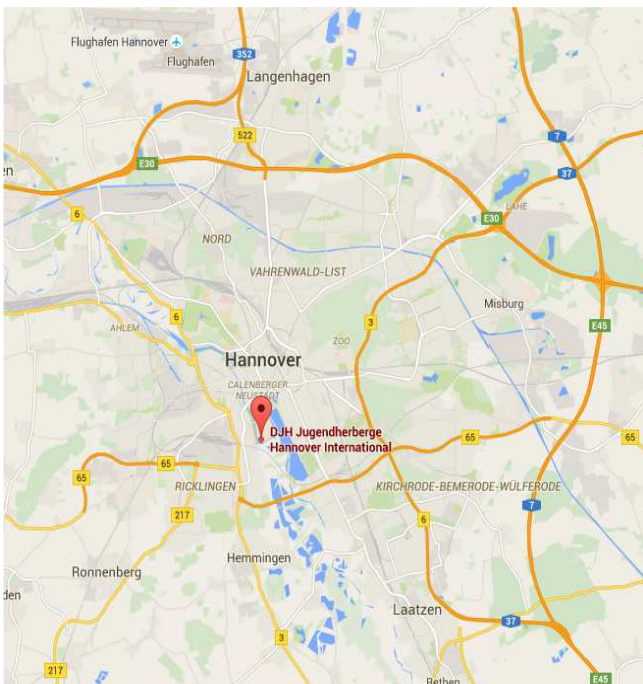 Flughafen Hannover
Flughafen
352
Langenhagen
522
7
37
E30
LAHE
E30
6
NORD
VAHRENWALD-LIST
E45
Misburg
6
3
AHLEM
ZOO
Hannover
CALENBERGER
NEUSTADT
DJH Jugendherberge
Hannover International
65
65
65
65
RICKLINGEN
KIRCHRODE-BEMERODE-WÜLFERODE
217
6
7
Hemmingen
Ronnenberg
den
Laatzen
37
3
217
Rethen
E45